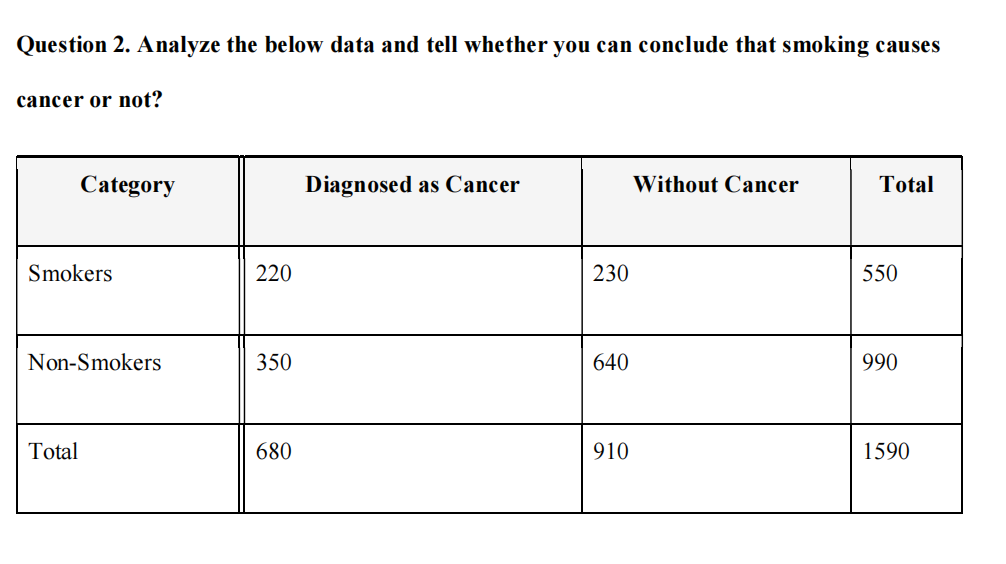 Question 2. Analyze the below data and tell whether you can conclude that smoking causes
cancer or not?
Category Diagnosed as Cancer Without Cancer Total
Smokers 220 230 550
Non-Smokers 350 640 990
Total 680 910 1590